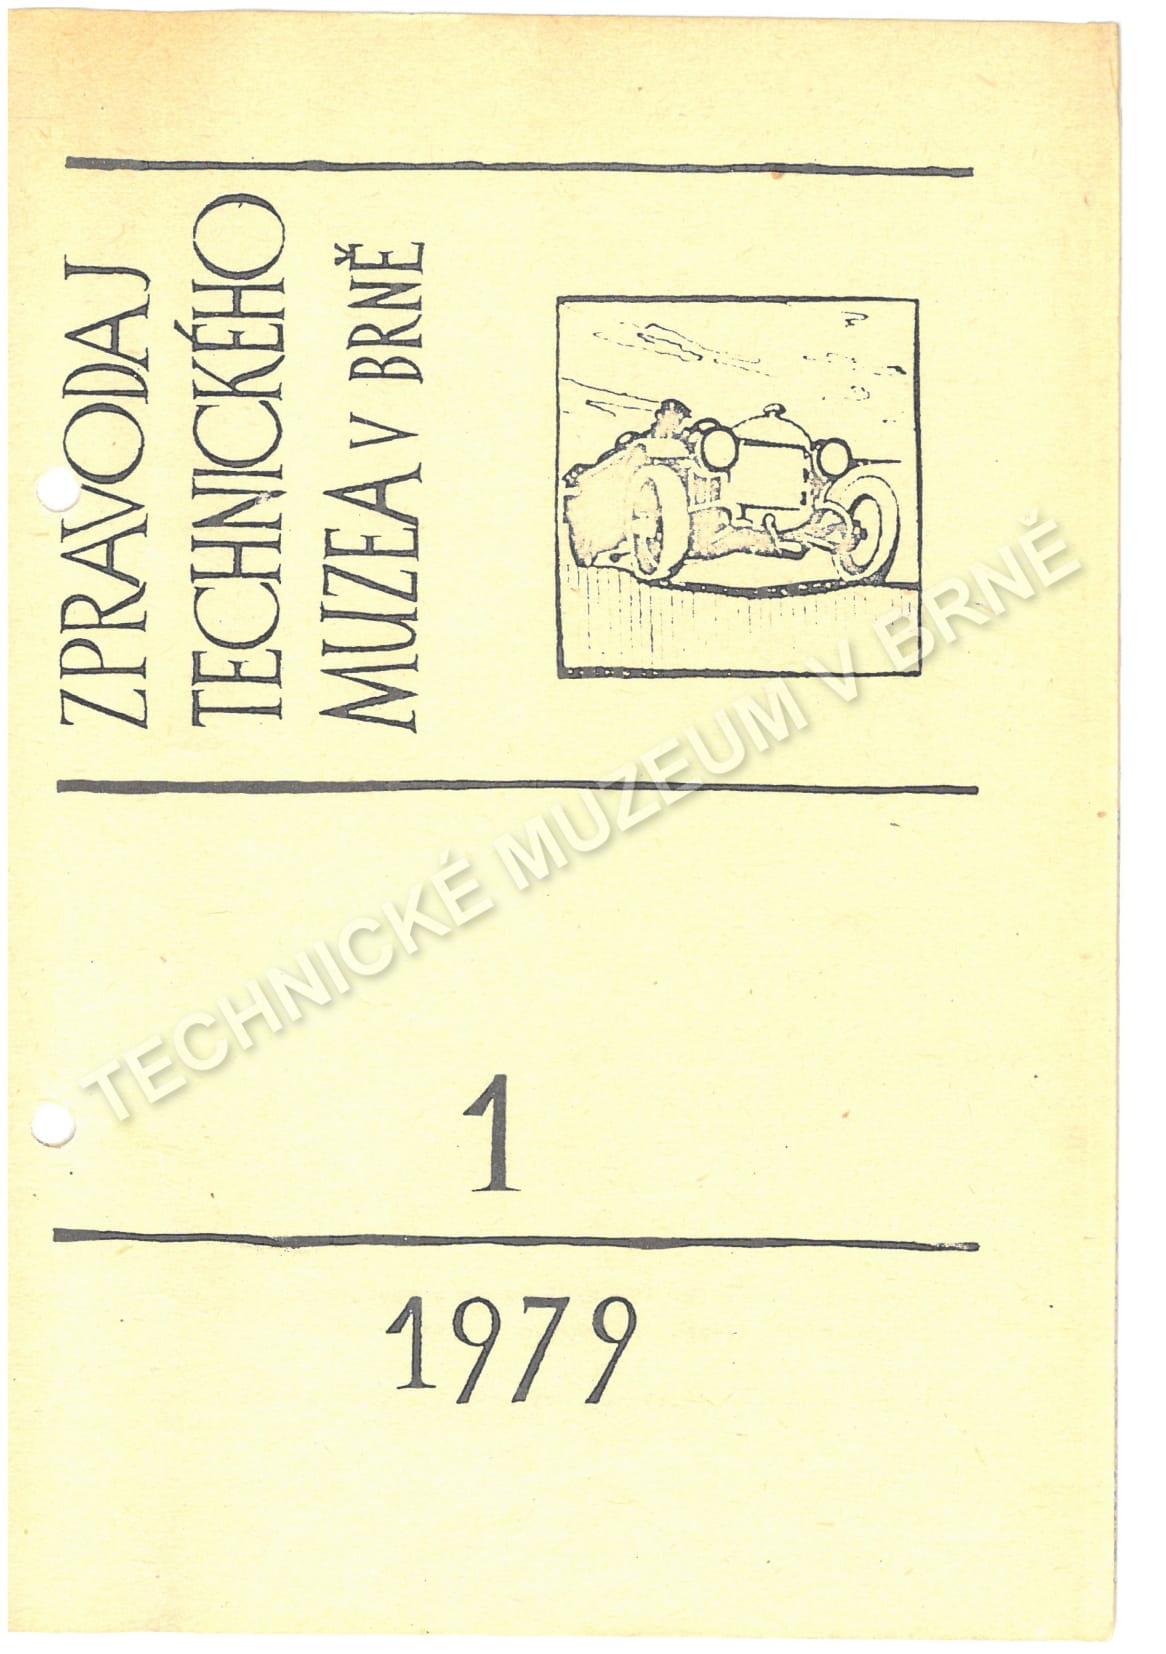 ZPRAVODAJ
TECHNICKÉHO
MUZEA V BRNĚ
TECHNICKÉ MUZEUM V BRNĚ
1
1979